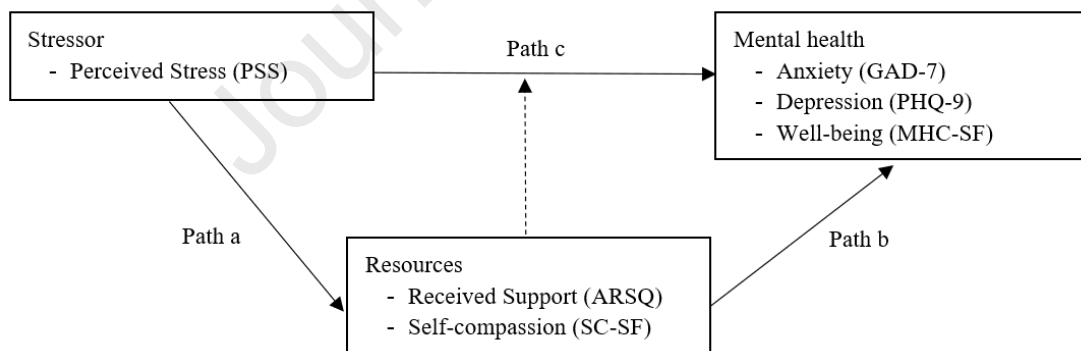 Stressor
- Perceived Stress (PSS)
Path c
Mental health
- Anxiety (GAD-7)
- Depression (PHQ-9)
- Well-being (MHC-SF)
Path a
Path b
Resources
- Received Support (ARSQ)
- Self-compassion (SC-SF)
Journ